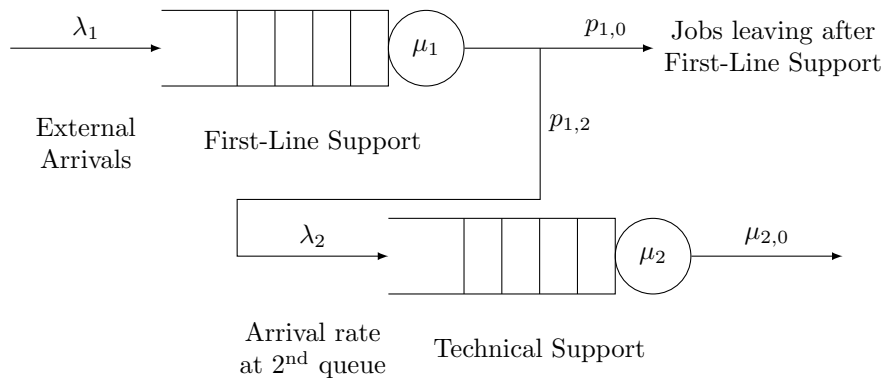 λ₁
μ₁
p₁,₀
Jobs leaving after
First-Line Support
External
Arrivals
First-Line Support
p₁,₂
λ₂
μ₂
μ₂,₀
Arrival rate
at 2ⁿᵈ queue
Technical Support